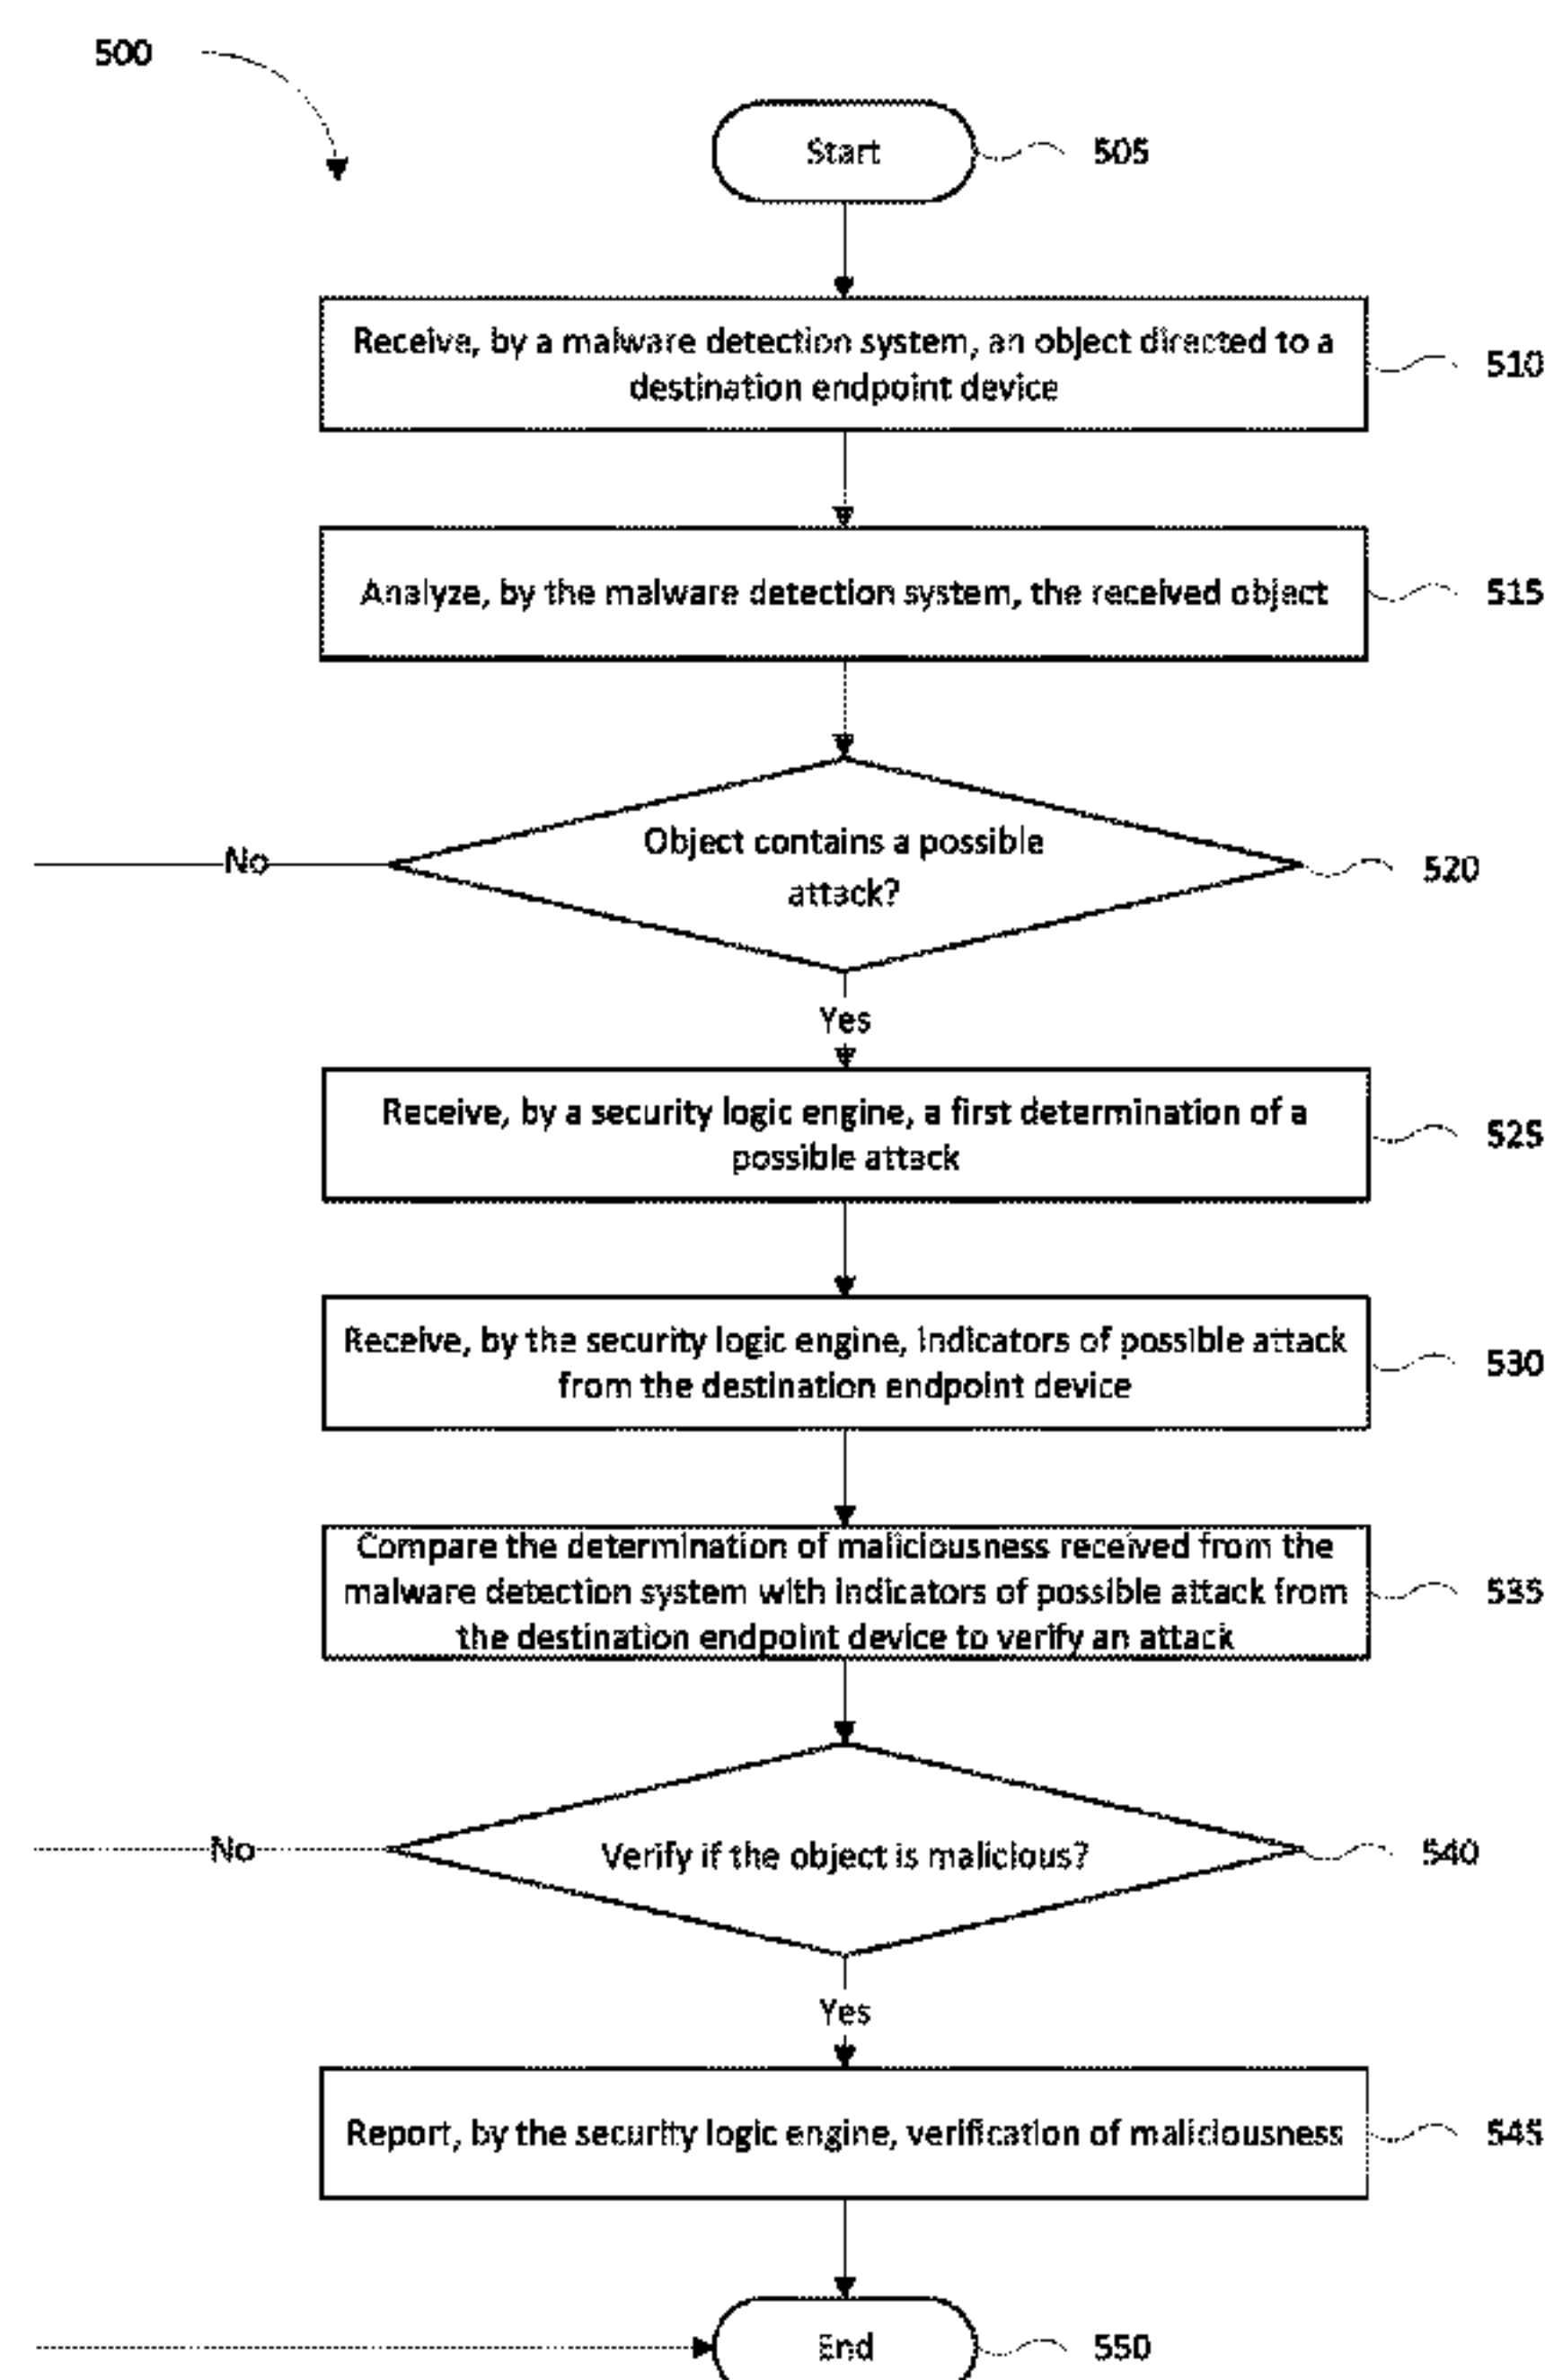 500
Start
505
Receive, by a malware detection system, an object directed to a
destination endpoint device
510
Analyze, by the malware detection system, the received object
515
Object contains a possible
attack?
520
No
Yes
Receive, by a security logic engine, a first determination of a
possible attack
525
Receive, by the security logic engine, indicators of possible attack
from the destination endpoint device
530
Compare the determination of maliciousness received from the
malware detection system with indicators of possible attack from
the destination endpoint device to verify an attack
535
Verify if the object is malicious?
540
No
Yes
Report, by the security logic engine, verification of maliciousness
545
End
550